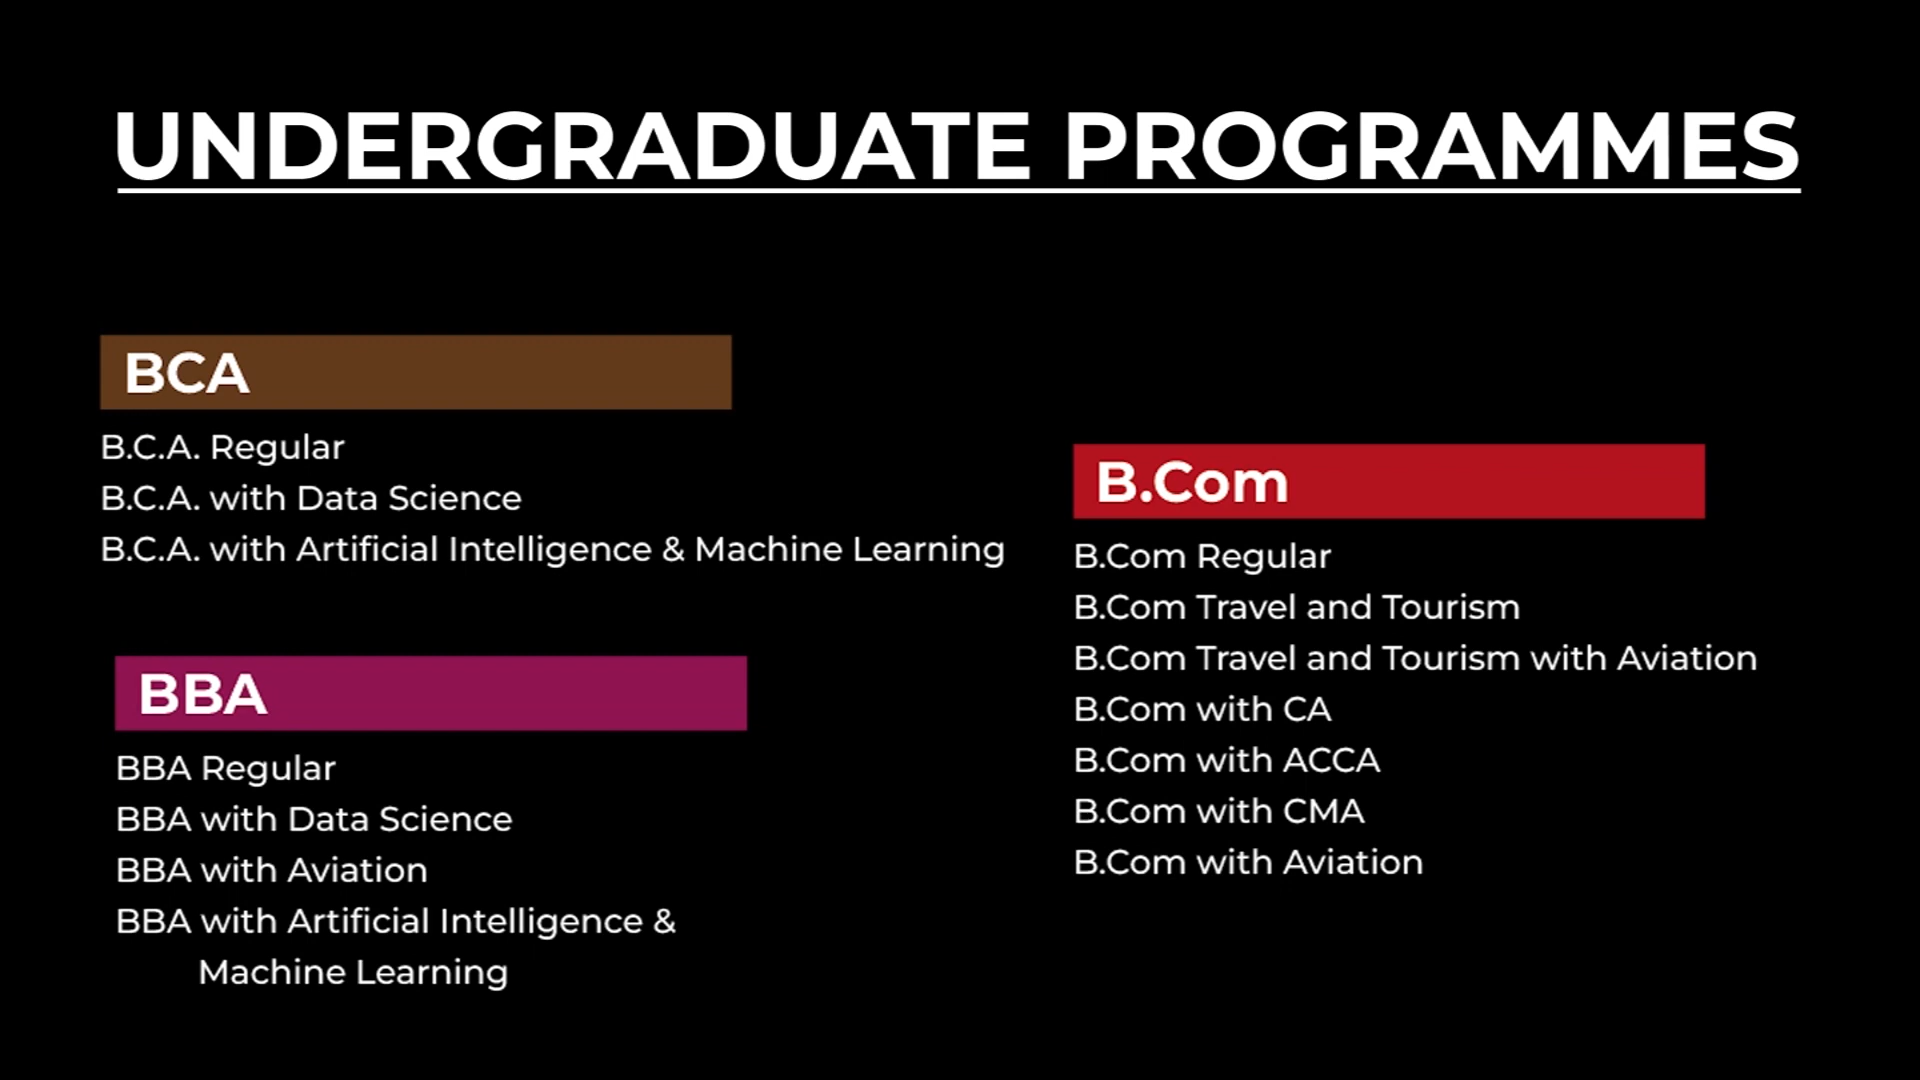 UNDERGRADUATE PROGRAMMES
BCA
B.C.A. Regular
B.C.A. with Data Science
B.C.A. with Artificial Intelligence & Machine Learning
BBA
BBA Regular
BBA with Data Science
BBA with Aviation
BBA with Artificial Intelligence &
Machine Learning
B.Com
B.Com Regular
B.Com Travel and Tourism
B.Com Travel and Tourism with Aviation
B.Com with CA
B.Com with ACCA
B.Com with CMA
B.Com with Aviation